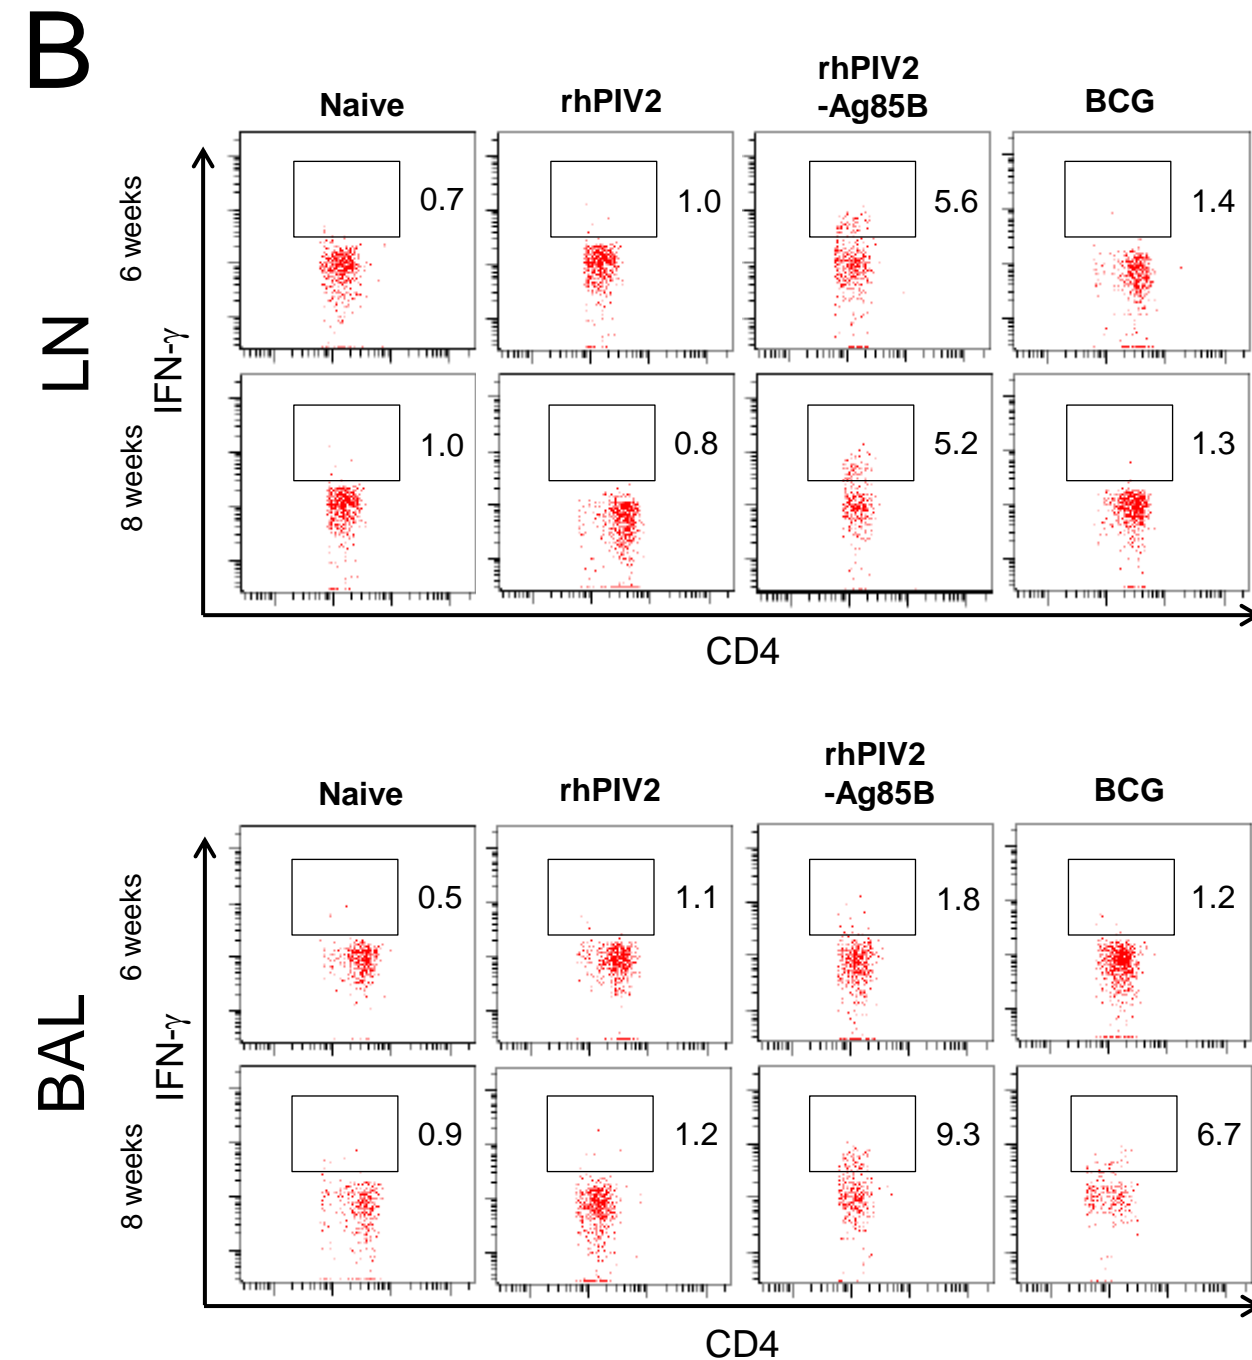 B
Naive
rhPIV2
rhPIV2
-Ag85B
BCG
LN
IFN-γ
6 weeks
0.7
1.0
5.6
1.4
8 weeks
1.0
0.8
5.2
1.3
CD4
Naive
rhPIV2
rhPIV2
-Ag85B
BCG
BAL
IFN-γ
6 weeks
0.5
1.1
1.8
1.2
8 weeks
0.9
1.2
9.3
6.7
CD4